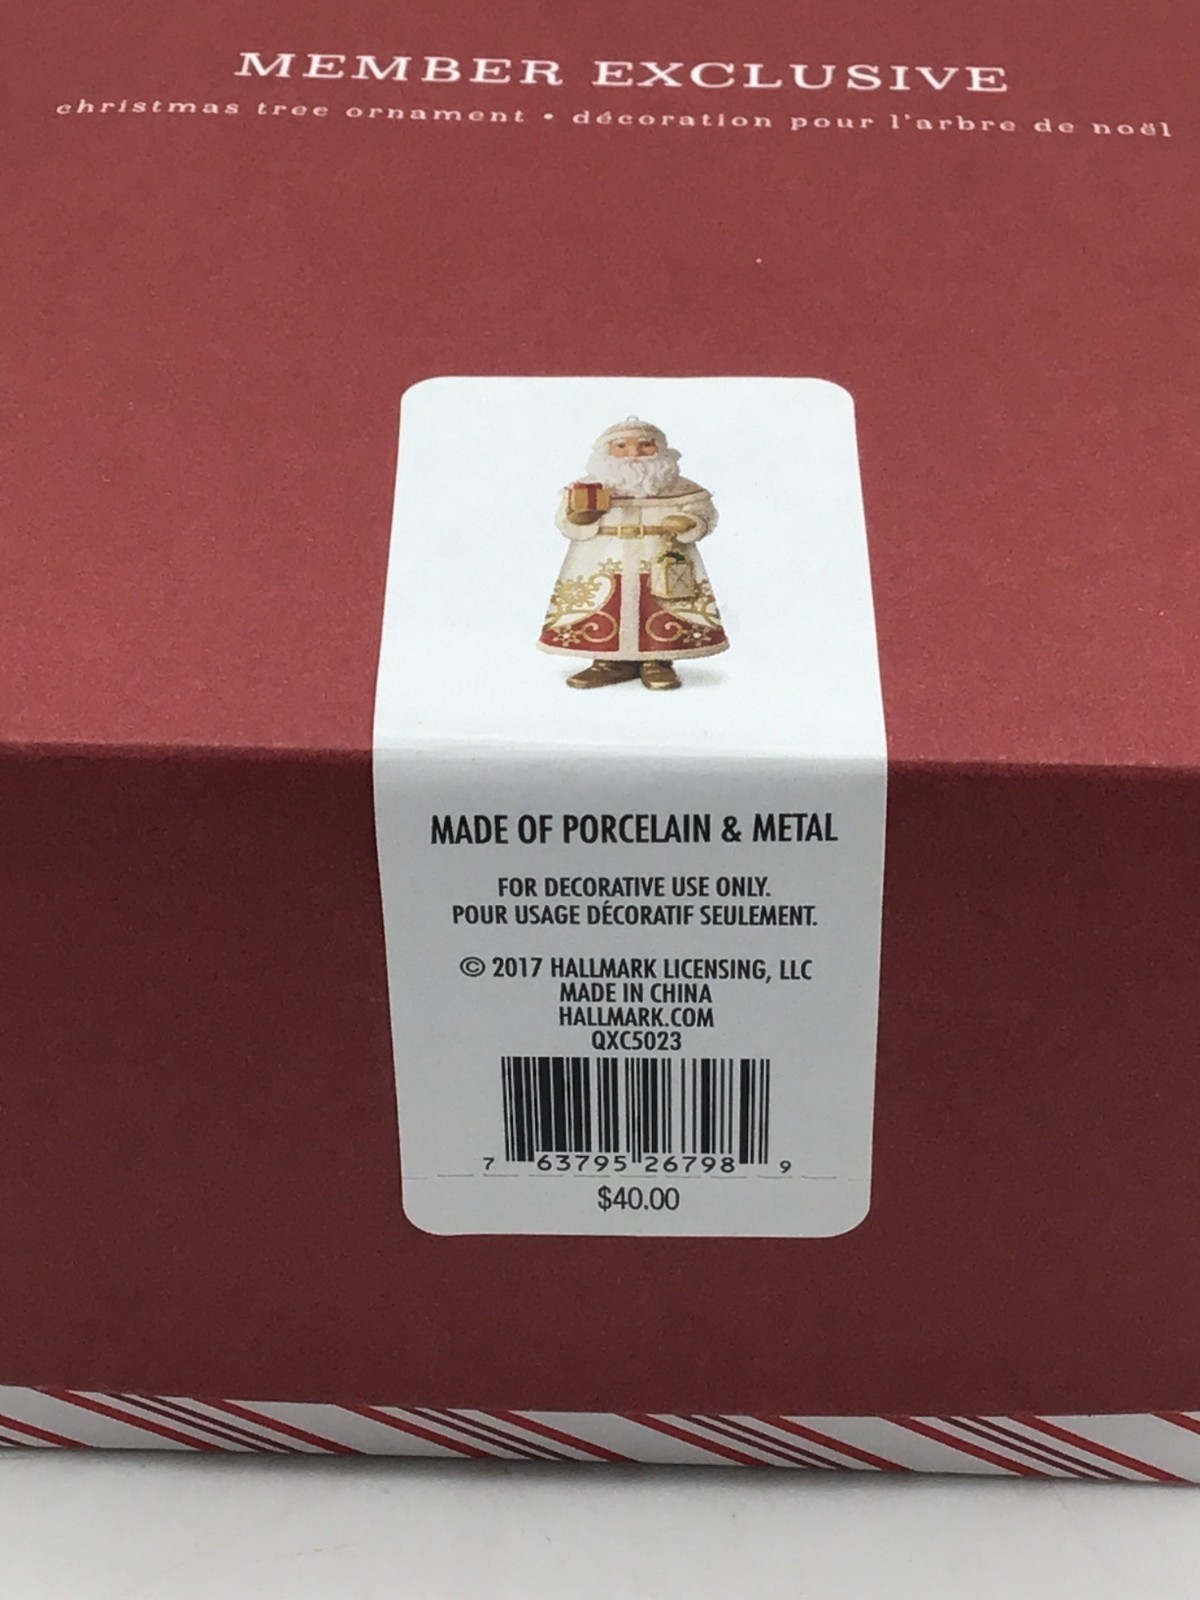 MEMBER EXCLUSIVE
christmas tree ornament • décoration pour l'arbre de noël
MADE OF PORCELAIN & METAL
FOR DECORATIVE USE ONLY.
POUR USAGE DÉCORATIF SEULEMENT.
© 2017 HALLMARK LICENSING, LLC
MADE IN CHINA
HALLMARK.COM
QXC5023
7 63795 26798 9
$40.00